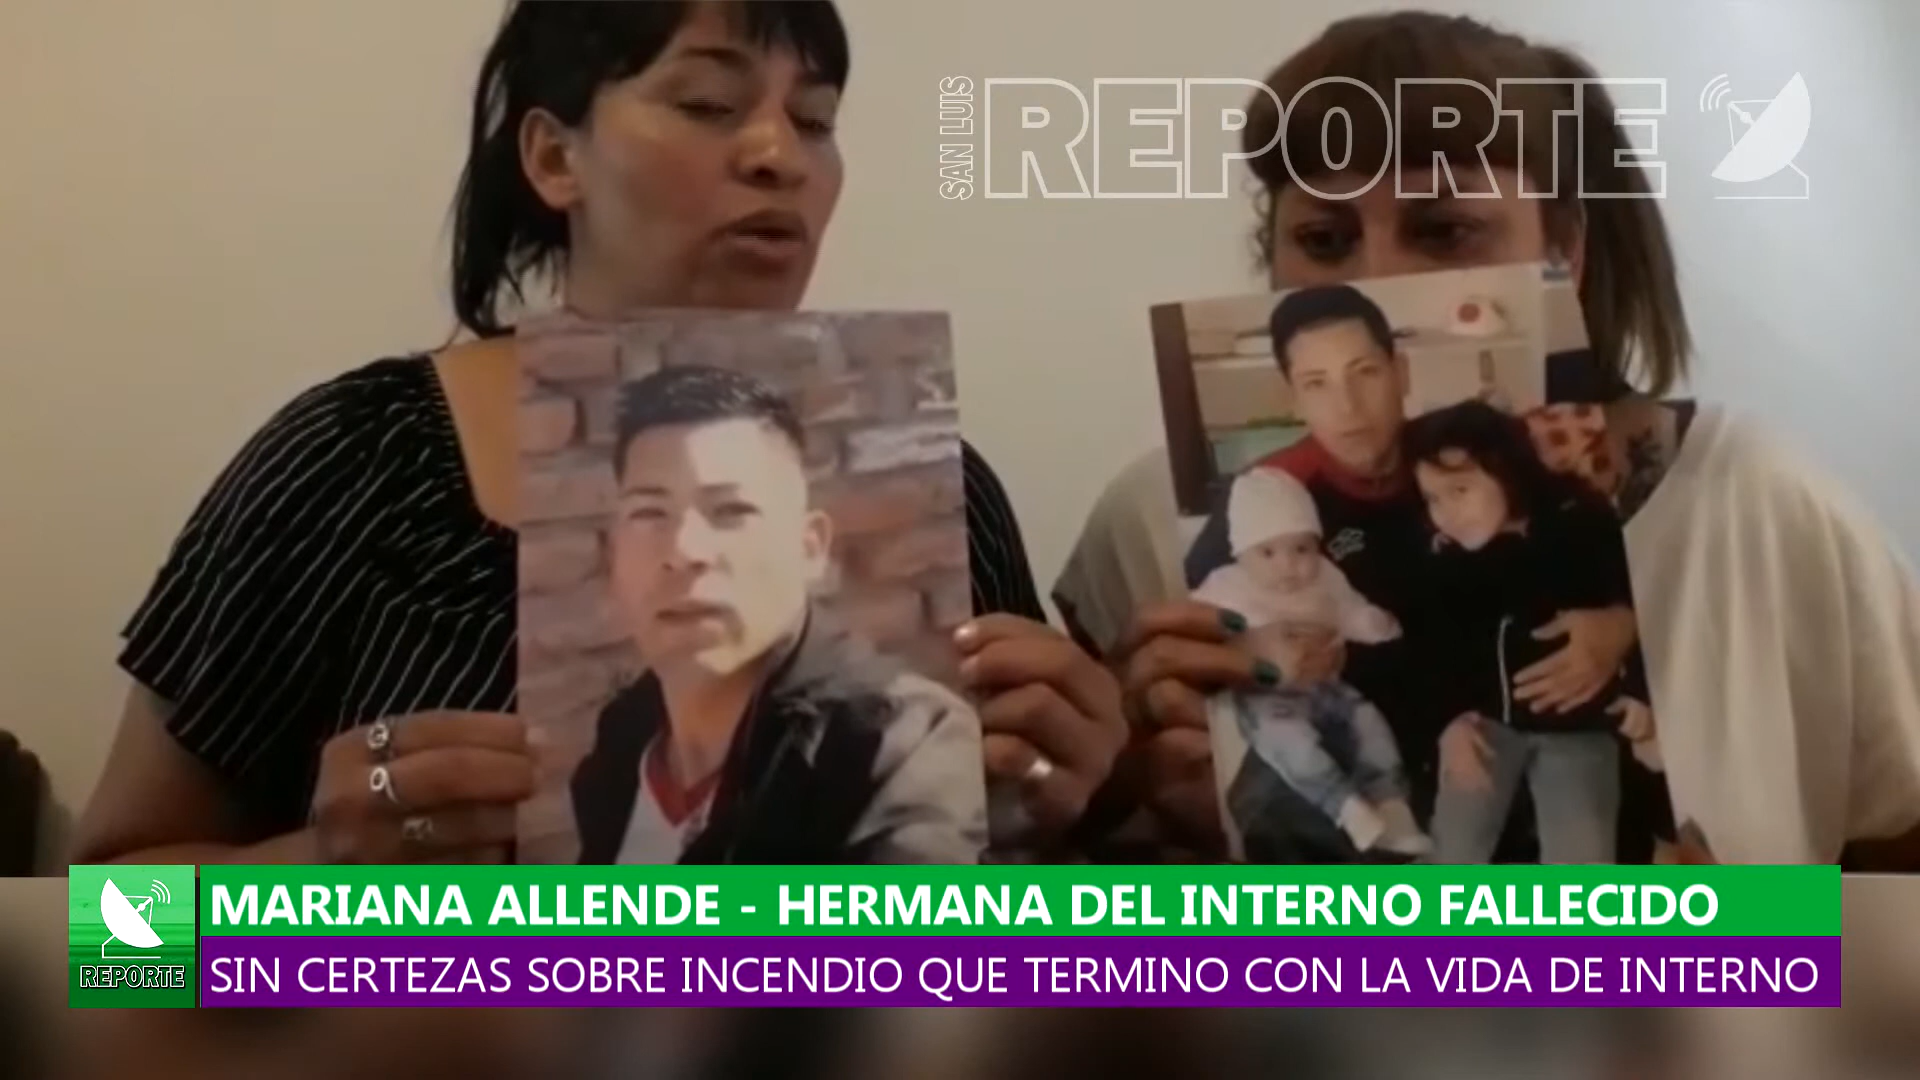 SAN LUIS
REPORTE
MARIANA ALLENDE - HERMANA DEL INTERNO FALLECIDO
REPORTE
SIN CERTEZAS SOBRE INCENDIO QUE TERMINO CON LA VIDA DE INTERNO